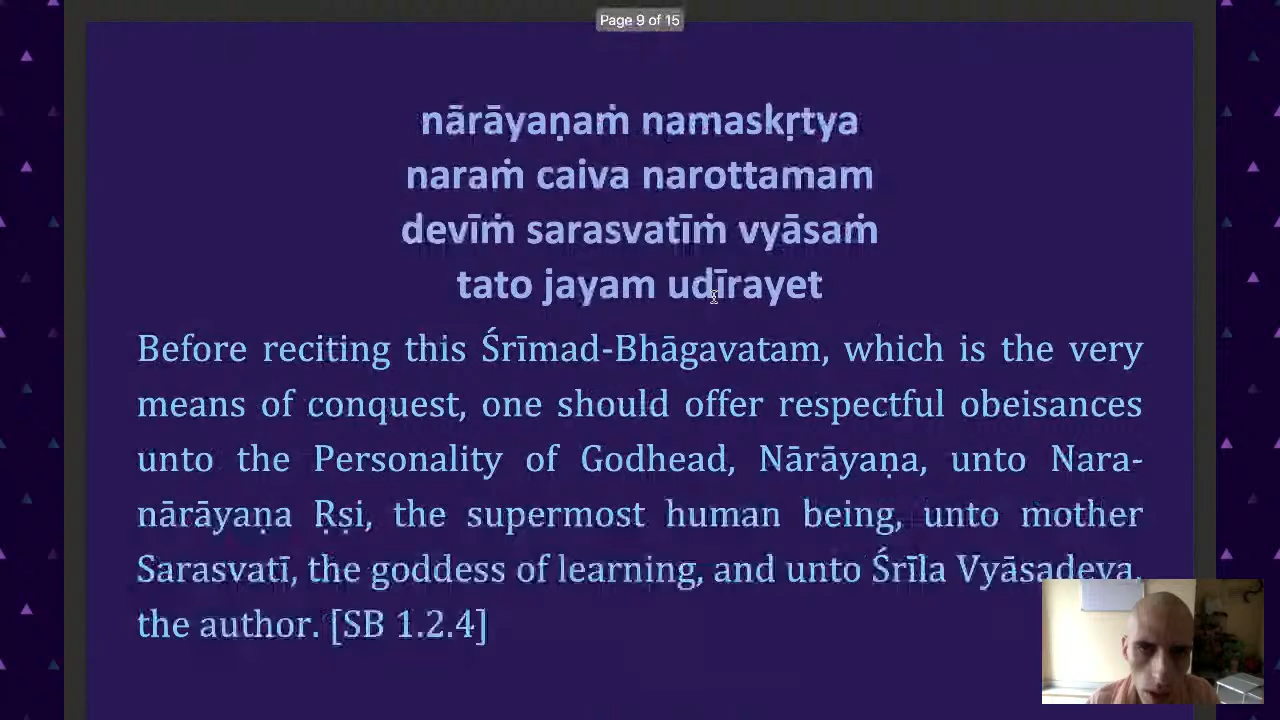 Page 9 of 15
nārāyaṇaṁ namaskṛtya
naraṁ caiva narottamam
devīṁ sarasvatīṁ vyāsaṁ
tato jayam udīrayet
Before reciting this Śrīmad-Bhāgavatam, which is the very
means of conquest, one should offer respectful obeisances
unto the Personality of Godhead, Nārāyaṇa, unto Nara-
nārāyaṇa Ṛṣi, the supermost human being, unto mother
Sarasvatī, the goddess of learning, and unto Śrīla Vyāsadeva,
the author. [SB 1.2.4]